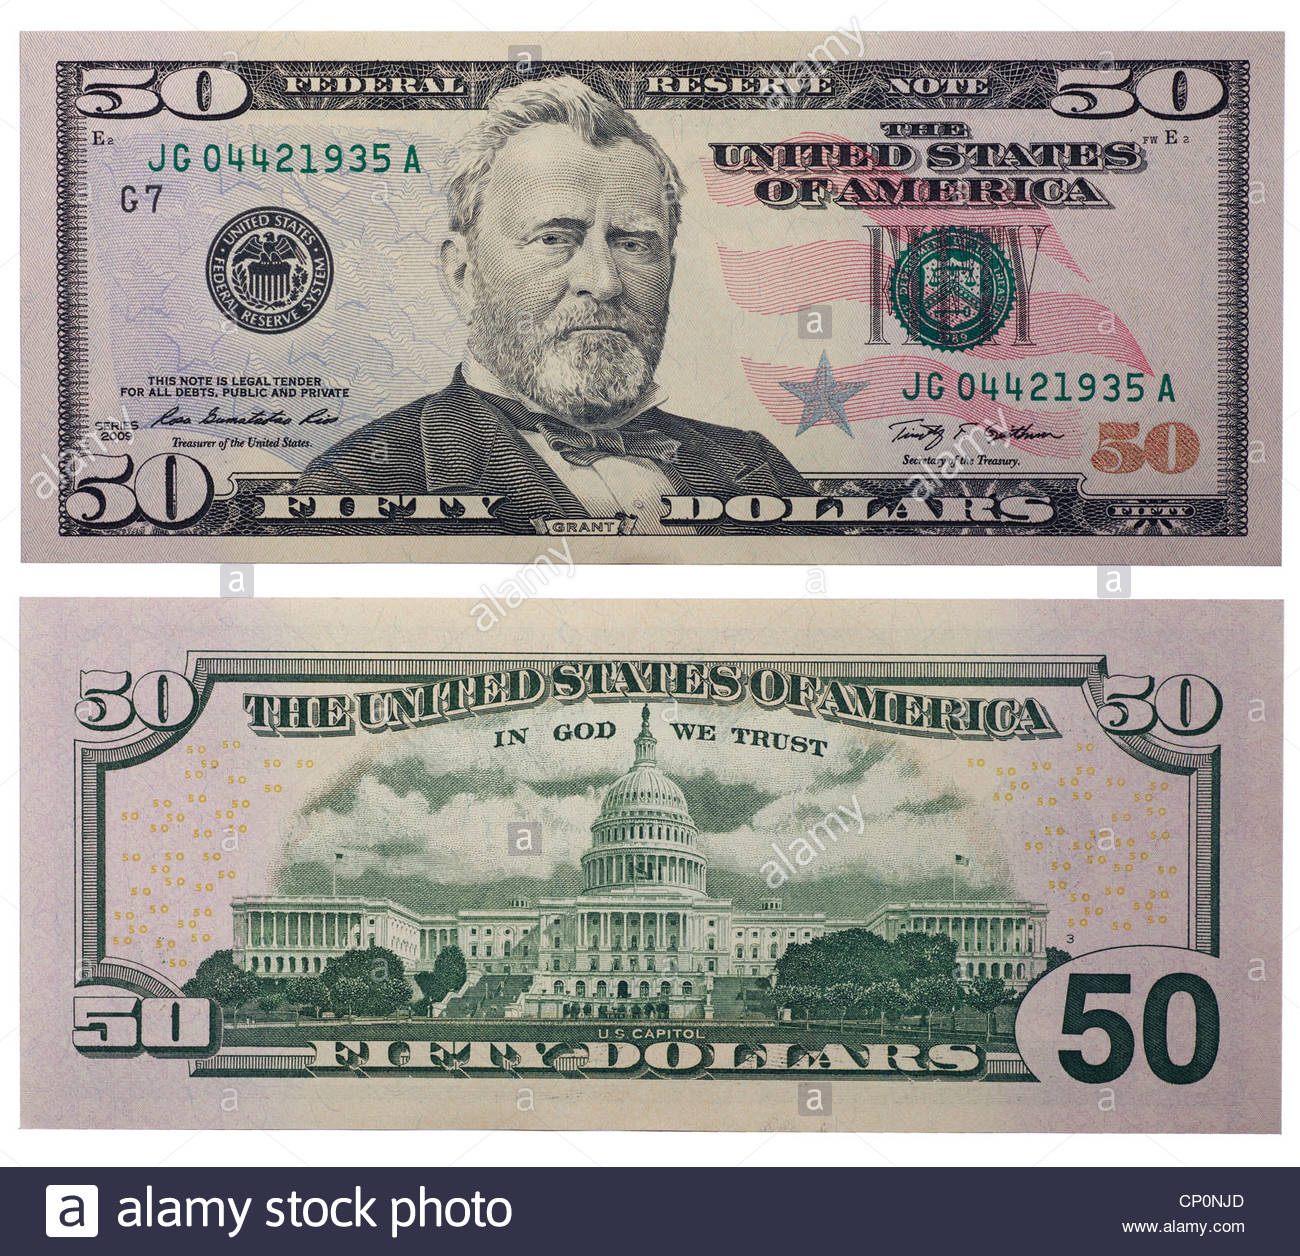 50 FEDERAL RESERVE NOTE 50
E2
FW E 2
JG 04421935 A
G7
THE
UNITED STATES
OF AMERICA
UNITED STATES
FEDERAL RESERVE SYSTEM
THIS NOTE IS LEGAL TENDER
FOR ALL DEBTS, PUBLIC AND PRIVATE
JG 04421935 A
SERIES
2009
Treasurer of the United States.
Secretary of the Treasury.
50
50 FIFTY DOLLARS FIFTY
GRANT
50 THE UNITED STATES OF AMERICA 50
IN GOD WE TRUST
3
U.S. CAPITOL
50 FIFTY DOLLARS 50
a alamy
a alamy stock photo
CP0NJD
www.alamy.com